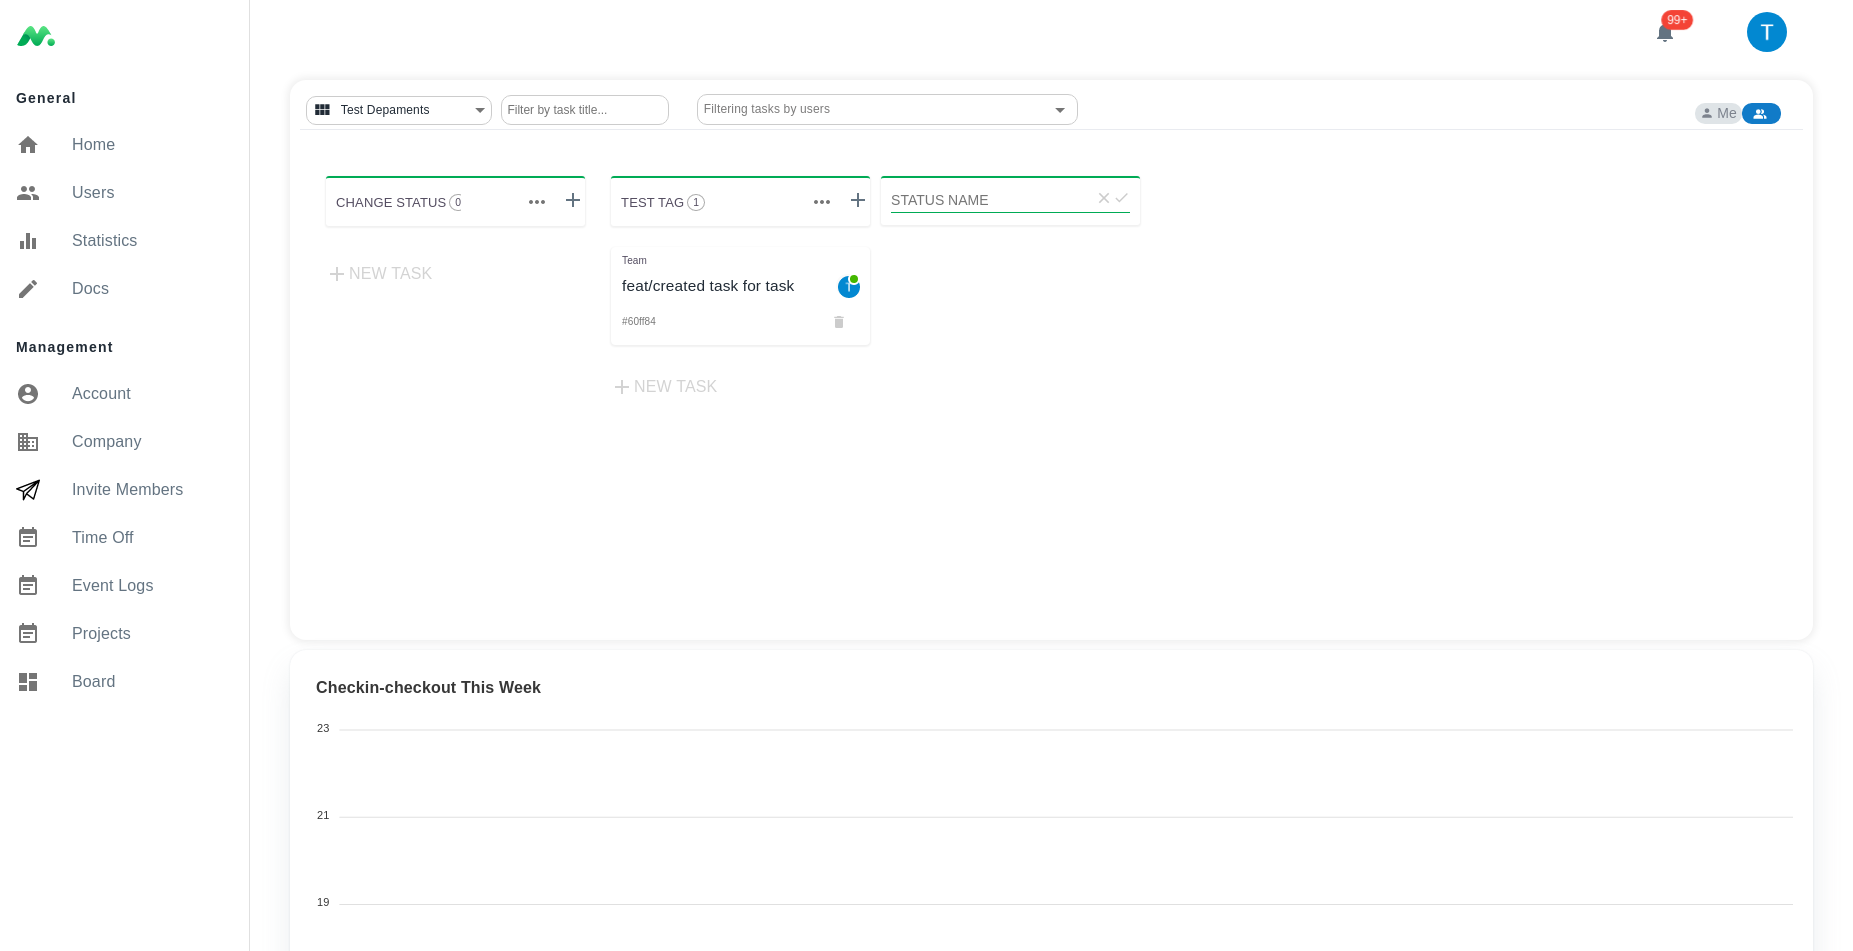 99+
T
General
Home
Users
Statistics
Docs
Management
Account
Company
Invite Members
Time Off
Event Logs
Projects
Board
Test Depaments
Filter by task title...
Filtering tasks by users
Me
CHANGE STATUS 0
TEST TAG 1
STATUS NAME
NEW TASK
Team
feat/created task for task
T
#60ff84
NEW TASK
Checkin-checkout This Week
23
21
19